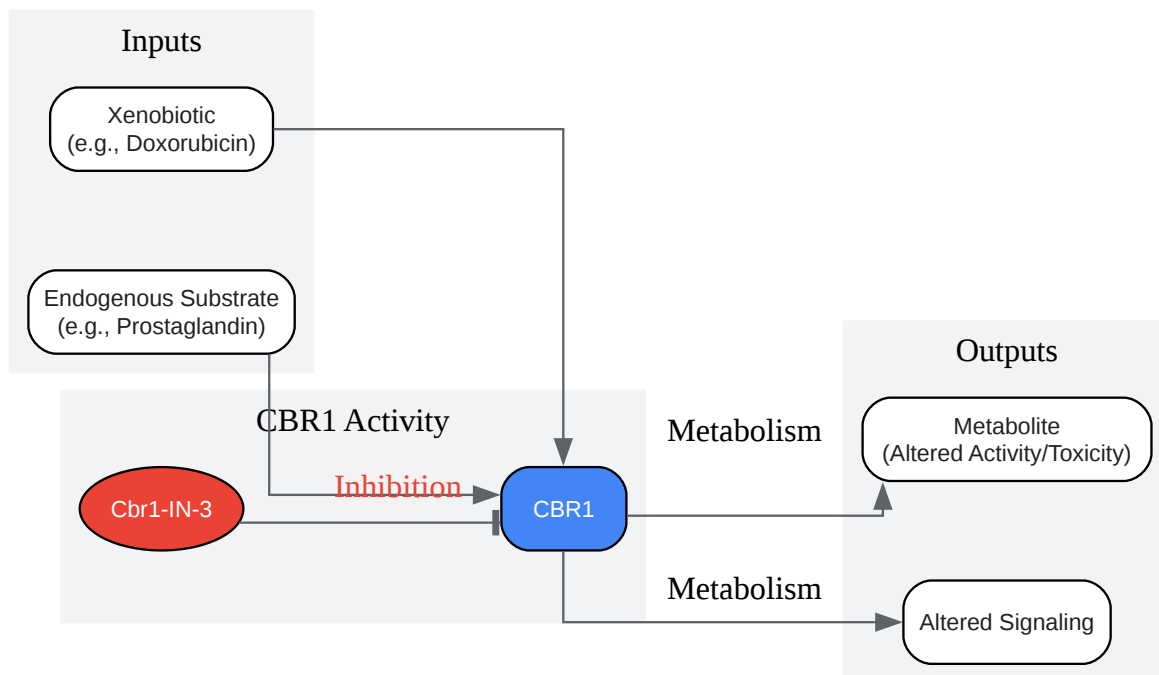 Inputs
Xenobiotic
(e.g., Doxorubicin)
Endogenous Substrate
(e.g., Prostaglandin)
CBR1 Activity
Inhibition
Cbr1-IN-3
CBR1
Metabolism
Metabolism
Outputs
Metabolite
(Altered Activity/Toxicity)
Altered Signaling